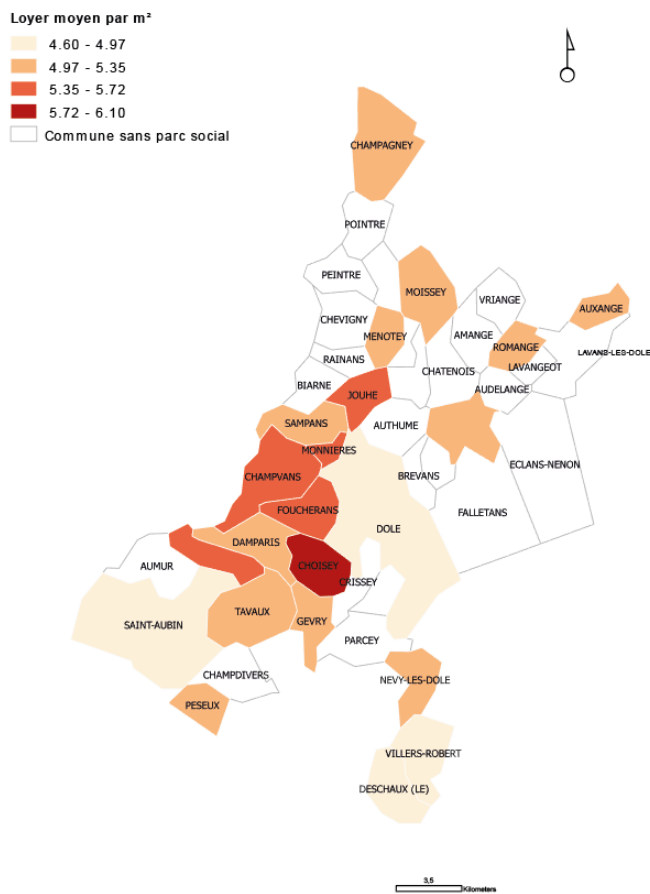 Loyer moyen par m²
4.60 - 4.97
4.97 - 5.35
5.35 - 5.72
5.72 - 6.10
Commune sans parc social
CHAMPAGNEY
POINTRE
PEINTRE
MOISSEY
VRIANGE
AUXANGE
CHEVIGNY
MENOTEY
AMANGE
ROMANGE
LAVANS-LES-DOLE
RAINANS
LAVANGEOT
CHATENOIS
BIARNE
JOUHE
AUDELANGE
SAMPANS
AUTHUME
MONNIERES
ECLANS-NENON
CHAMPVANS
BREVANS
FOUCHERANS
FALLETANS
DOLE
DAMPARIS
AUMUR
CHOISEY
CRISSEY
TAVAUX
SAINT-AUBIN
GEVRY
PARCEY
CHAMPDIVERS
NEVY-LES-DOLE
PESEUX
VILLERS-ROBERT
DESCHAUX (LE)
3,5
Kilometers